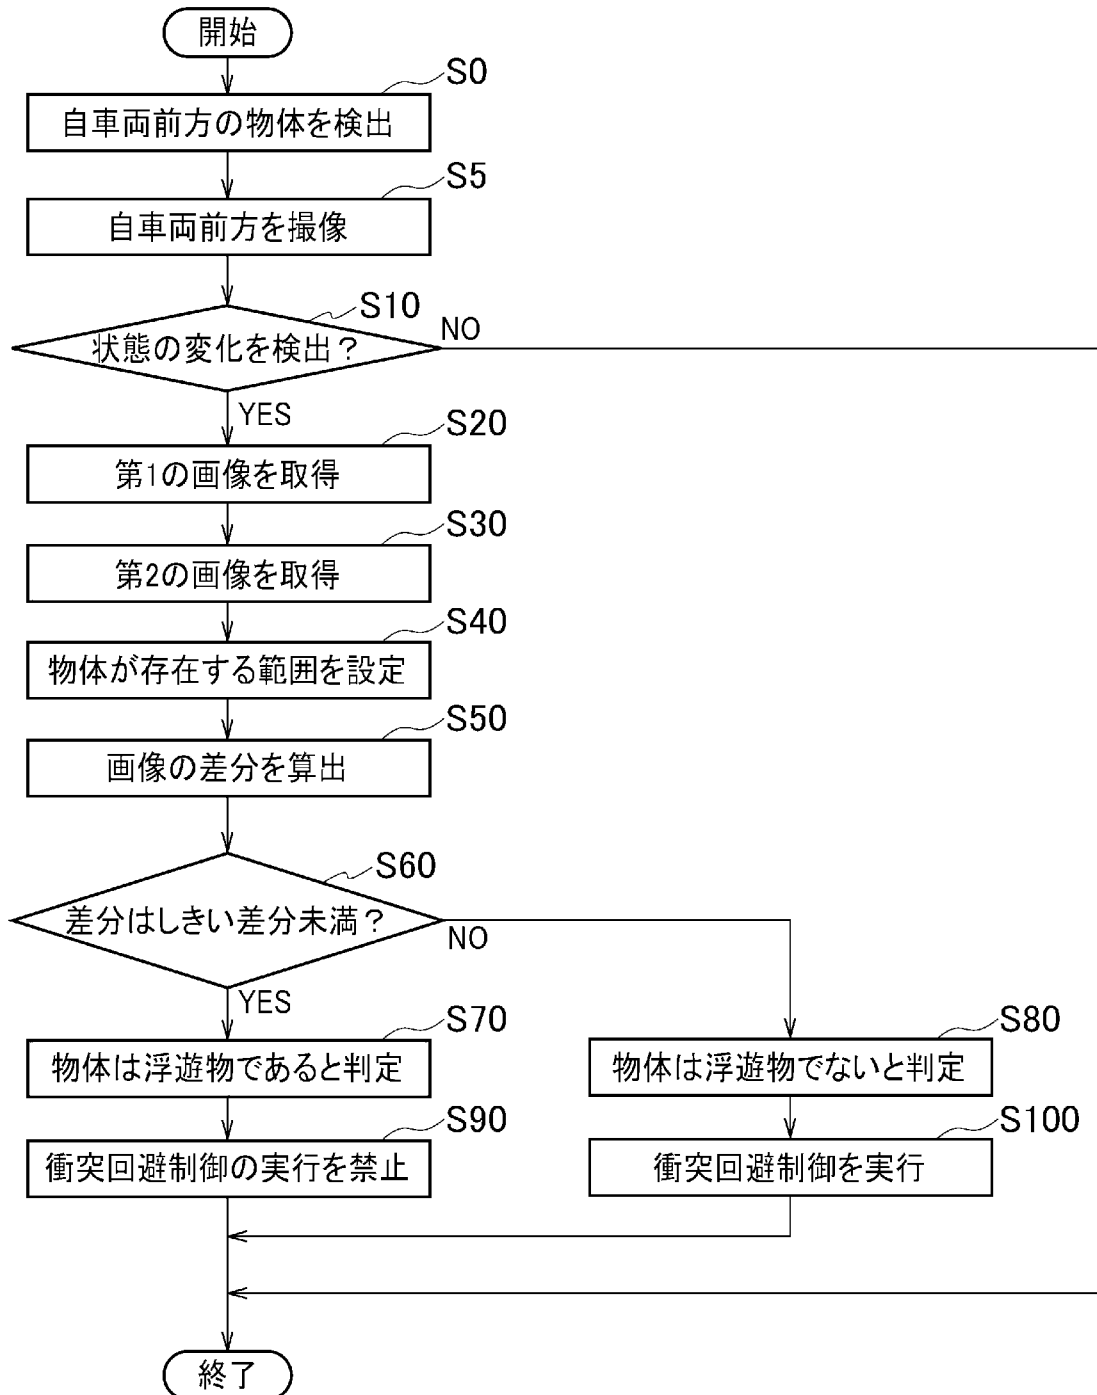 開始
S0
自車両前方の物体を検出
S5
自車両前方を撮像
S10
状態の変化を検出？
NO
YES
S20
第1の画像を取得
S30
第2の画像を取得
S40
物体が存在する範囲を設定
S50
画像の差分を算出
S60
差分はしきい差分未満？
NO
YES
S70
物体は浮遊物であると判定
S80
物体は浮遊物でないと判定
S90
衝突回避制御の実行を禁止
S100
衝突回避制御を実行
終了